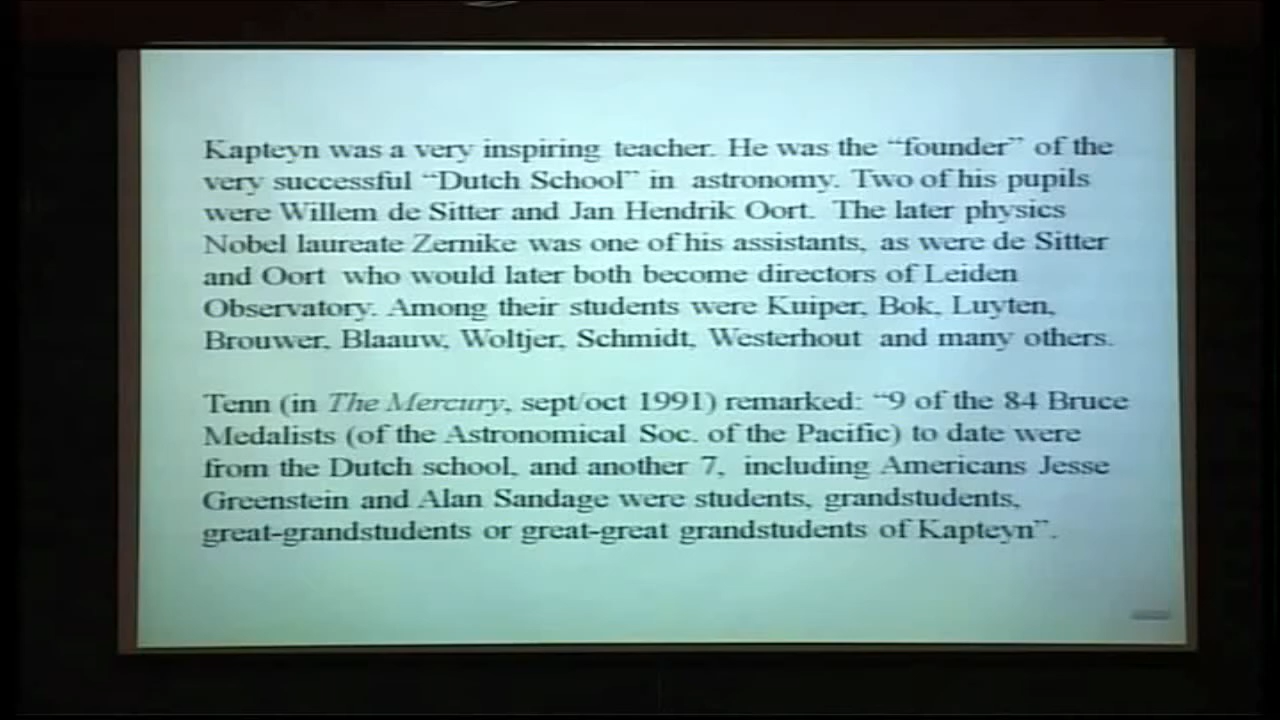 Kapteyn was a very inspiring teacher. He was the “founder” of the
very successful “Dutch School” in astronomy. Two of his pupils
were Willem de Sitter and Jan Hendrik Oort. The later physics
Nobel laureate Zernike was one of his assistants, as were de Sitter
and Oort who would later both become directors of Leiden
Observatory. Among their students were Kuiper, Bok, Luyten,
Brouwer, Blaauw, Woltjer, Schmidt, Westerhout and many others.
Tenn (in The Mercury, sept/oct 1991) remarked: “9 of the 84 Bruce
Medalists (of the Astronomical Soc. of the Pacific) to date were
from the Dutch school, and another 7, including Americans Jesse
Greenstein and Alan Sandage were students, grandstudents,
great-grandstudents or great-great grandstudents of Kapteyn”.